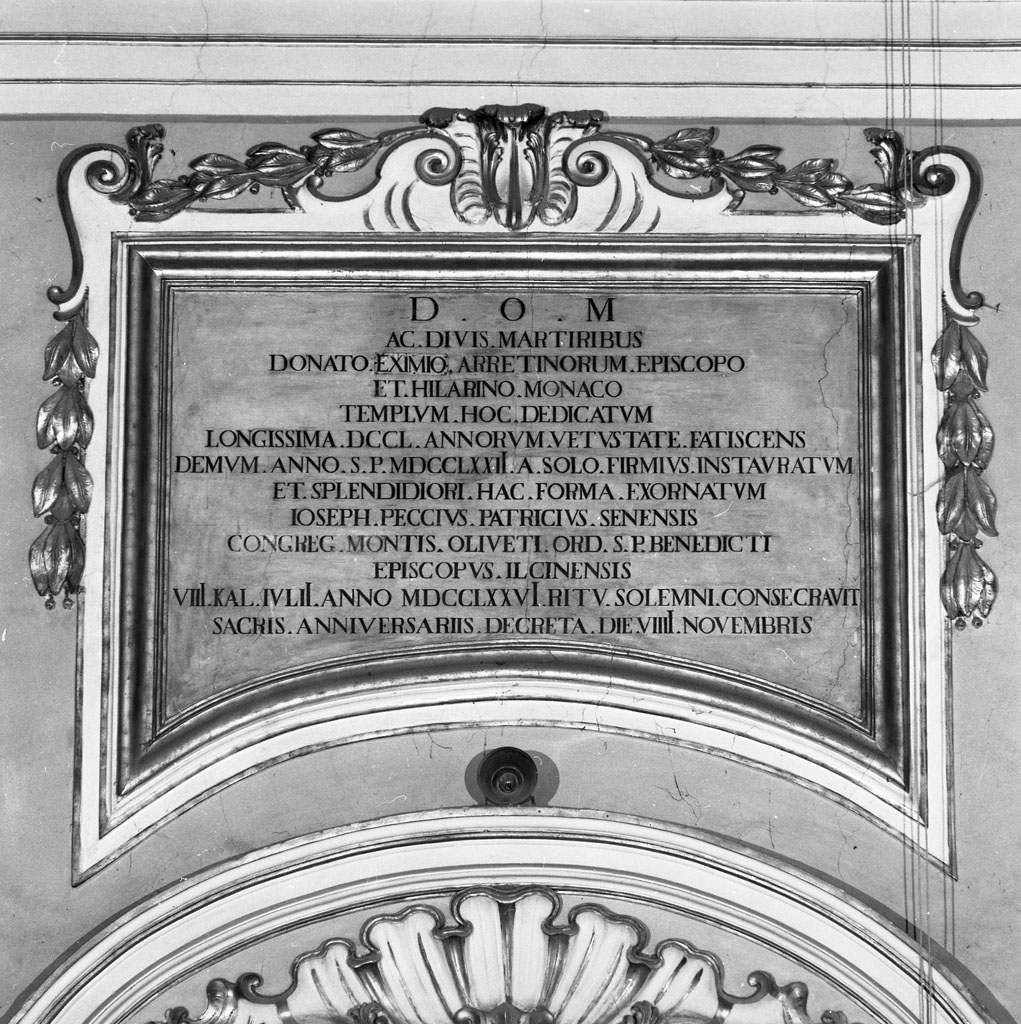 D . O . M
AC . DIVIS . MARTIRIBUS
DONATO . EXIMIO . ARRETINORUM . EPISCOPO
ET . HILARINO . MONACO
TEMPLVM . HOC . DEDICATVM
LONGISSIMA . DCCL . ANNORVM . VETVSTATE . FATISCENS
DEMVM . ANNO . S . P . MDCCLXXII . A . SOLO . FIRMIVS . INSTAVRATVM
ET . SPLENDIDIORI . HAC . FORMA . EXORNATVM
IOSEPH . PECCIVS . PATRICIVS . SENENSIS
CONGREG . MONTIS . OLIVETI . ORD . S . P . BENEDICTI
EPISCOPVS . ILCINENSIS
VIII . KAL . IVLII . ANNO MDCCLXXVI . RITV . SOLEMNI . CONSECRAVIT
SACRIS . ANNIVERSARIIS . DECRETA . DIE . VIIII . NOVEMBRIS